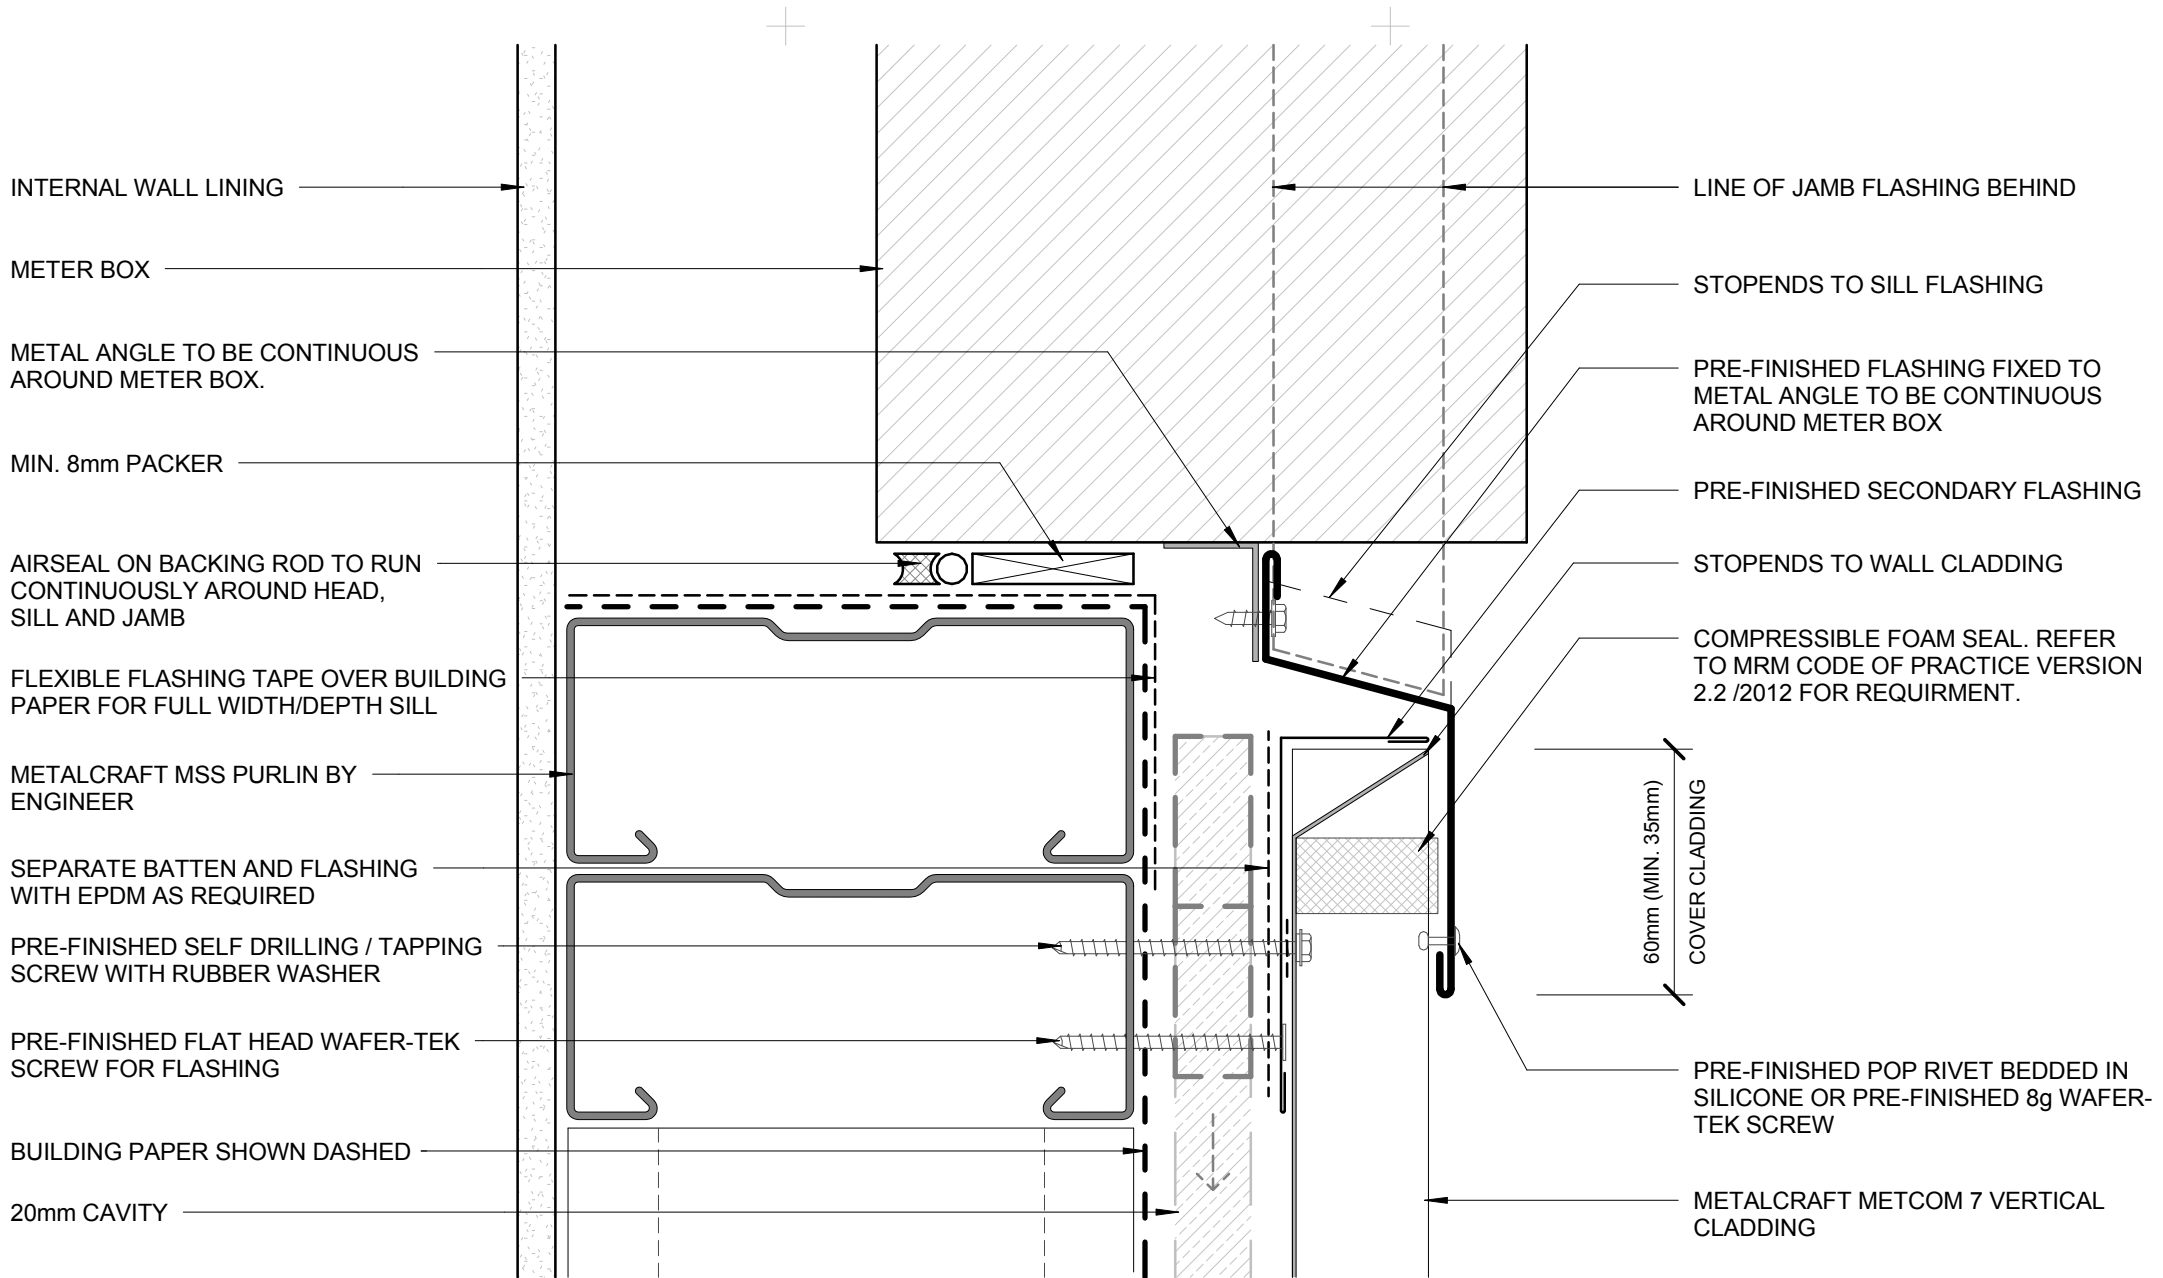 INTERNAL WALL LINING
METER BOX
METAL ANGLE TO BE CONTINUOUS
AROUND METER BOX.
MIN. 8mm PACKER
AIRSEAL ON BACKING ROD TO RUN
CONTINUOUSLY AROUND HEAD,
SILL AND JAMB
FLEXIBLE FLASHING TAPE OVER BUILDING
PAPER FOR FULL WIDTH/DEPTH SILL
METALCRAFT MSS PURLIN BY
ENGINEER
SEPARATE BATTEN AND FLASHING
WITH EPDM AS REQUIRED
PRE-FINISHED SELF DRILLING / TAPPING
SCREW WITH RUBBER WASHER
PRE-FINISHED FLAT HEAD WAFER-TEK
SCREW FOR FLASHING
BUILDING PAPER SHOWN DASHED
20mm CAVITY
LINE OF JAMB FLASHING BEHIND
STOPENDS TO SILL FLASHING
PRE-FINISHED FLASHING FIXED TO
METAL ANGLE TO BE CONTINUOUS
AROUND METER BOX
PRE-FINISHED SECONDARY FLASHING
STOPENDS TO WALL CLADDING
COMPRESSIBLE FOAM SEAL. REFER
TO MRM CODE OF PRACTICE VERSION
2.2 /2012 FOR REQUIRMENT.
60mm (MIN. 35mm)
COVER CLADDING
PRE-FINISHED POP RIVET BEDDED IN
SILICONE OR PRE-FINISHED 8g WAFER-
TEK SCREW
METALCRAFT METCOM 7 VERTICAL
CLADDING